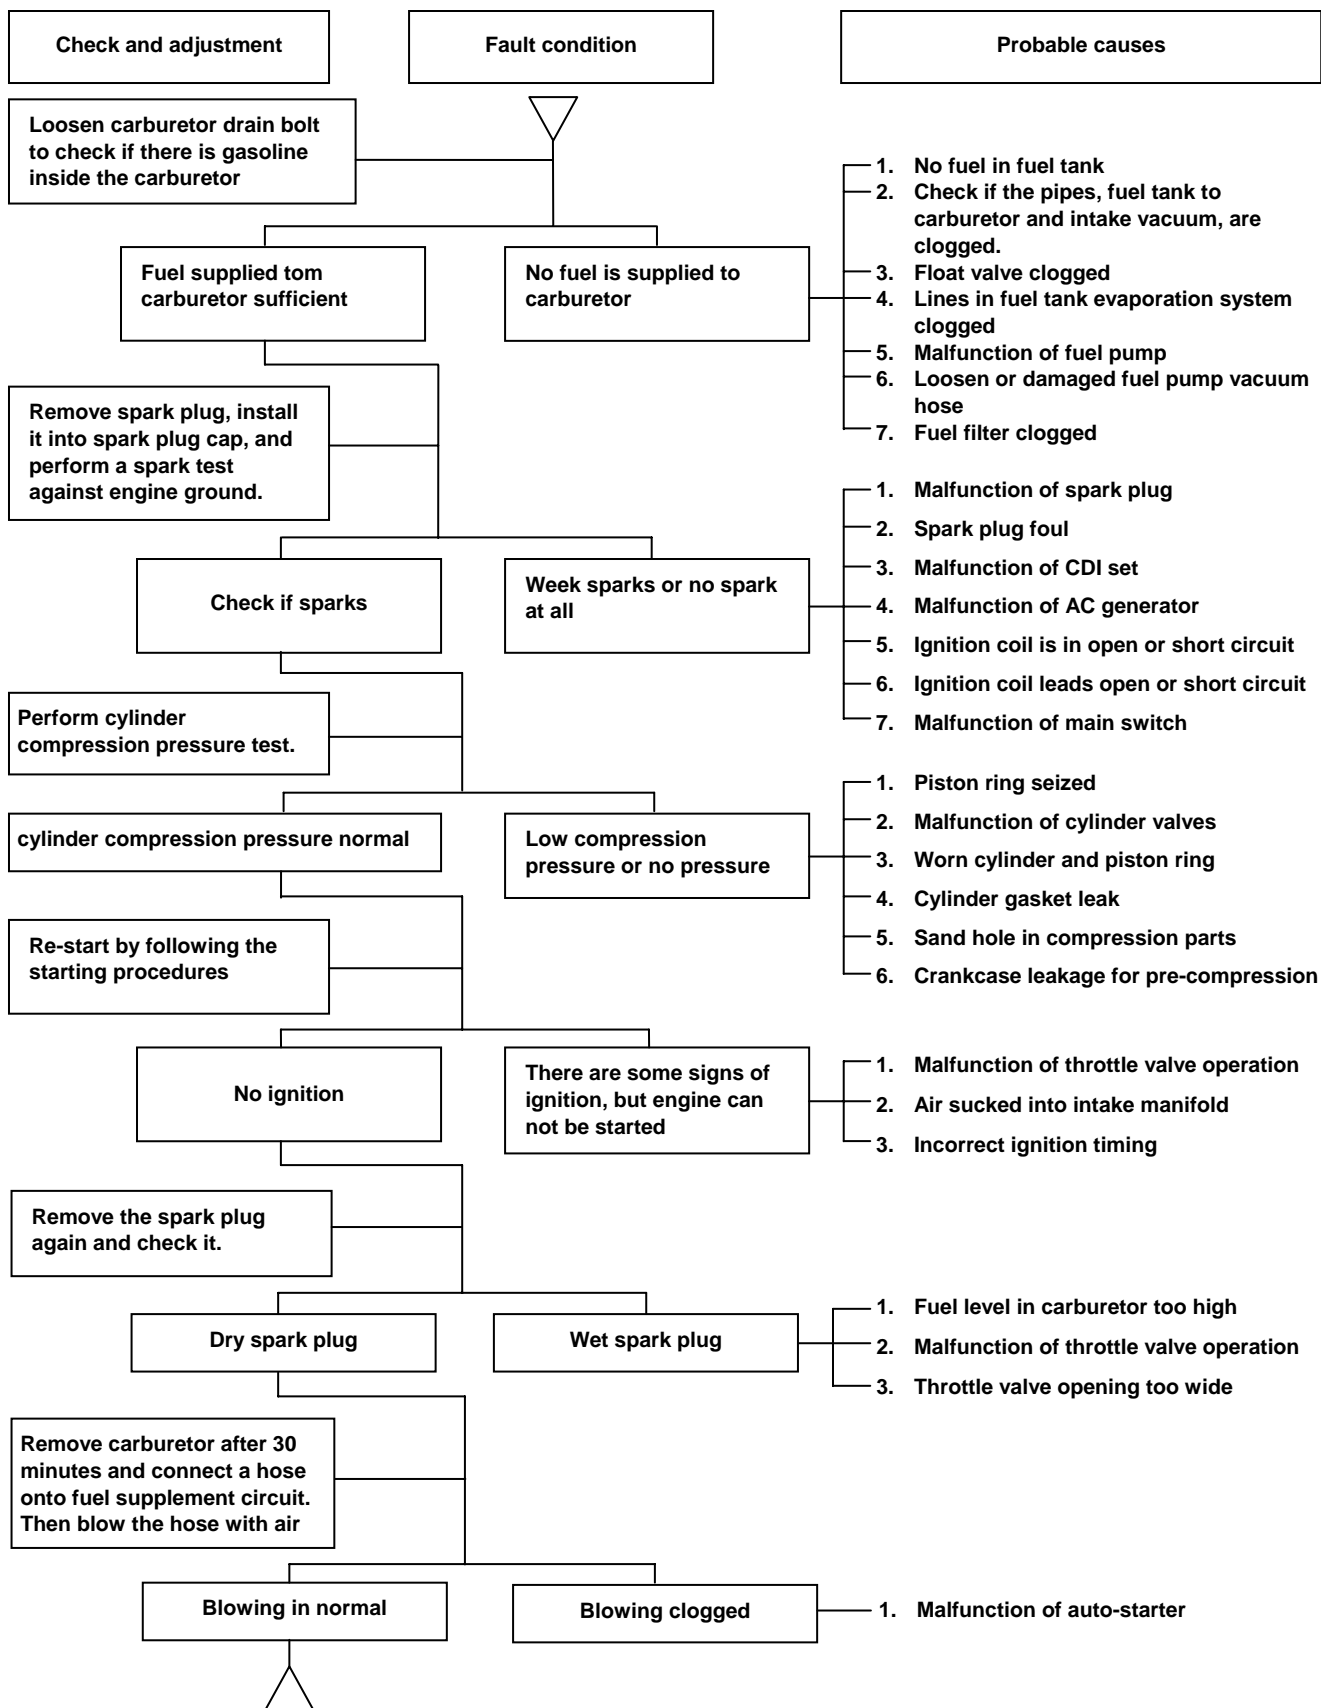 Check and adjustment
Fault condition
Probable causes
Loosen carburetor drain bolt
to check if there is gasoline
inside the carburetor
Fuel supplied tom
carburetor sufficient
No fuel is supplied to
carburetor
1. No fuel in fuel tank
2. Check if the pipes, fuel tank to
carburetor and intake vacuum, are
clogged.
3. Float valve clogged
4. Lines in fuel tank evaporation system
clogged
5. Malfunction of fuel pump
6. Loosen or damaged fuel pump vacuum
hose
7. Fuel filter clogged
Remove spark plug, install
it into spark plug cap, and
perform a spark test
against engine ground.
Check if sparks
Week sparks or no spark
at all
1. Malfunction of spark plug
2. Spark plug foul
3. Malfunction of CDI set
4. Malfunction of AC generator
5. Ignition coil is in open or short circuit
6. Ignition coil leads open or short circuit
7. Malfunction of main switch
Perform cylinder
compression pressure test.
cylinder compression pressure normal
Low compression
pressure or no pressure
1. Piston ring seized
2. Malfunction of cylinder valves
3. Worn cylinder and piston ring
4. Cylinder gasket leak
5. Sand hole in compression parts
6. Crankcase leakage for pre-compression
Re-start by following the
starting procedures
No ignition
There are some signs of
ignition, but engine can
not be started
1. Malfunction of throttle valve operation
2. Air sucked into intake manifold
3. Incorrect ignition timing
Remove the spark plug
again and check it.
Dry spark plug
Wet spark plug
1. Fuel level in carburetor too high
2. Malfunction of throttle valve operation
3. Throttle valve opening too wide
Remove carburetor after 30
minutes and connect a hose
onto fuel supplement circuit.
Then blow the hose with air
Blowing in normal
Blowing clogged
1. Malfunction of auto-starter